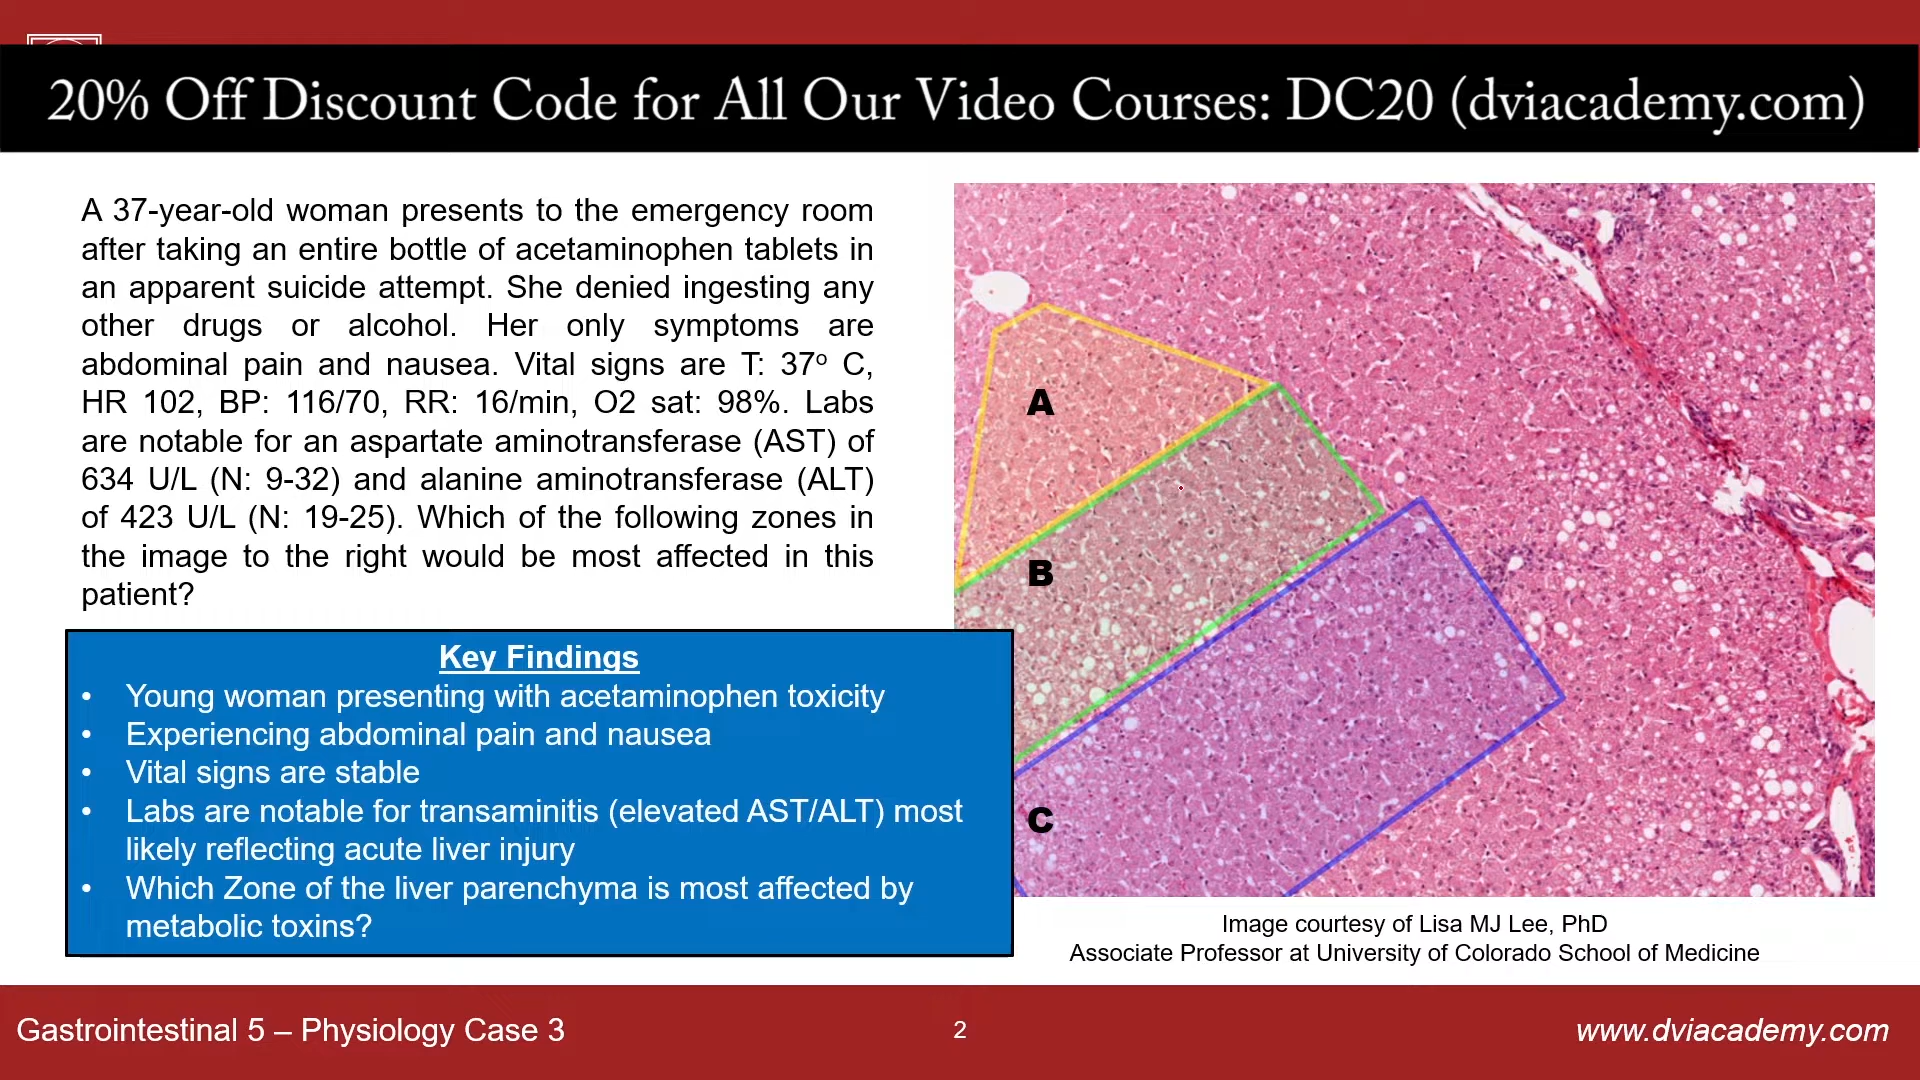 20% Off Discount Code for All Our Video Courses: DC20 (dviacademy.com)
A 37-year-old woman presents to the emergency room
after taking an entire bottle of acetaminophen tablets in
an apparent suicide attempt. She denied ingesting any
other drugs or alcohol. Her only symptoms are
abdominal pain and nausea. Vital signs are T: 37º C,
HR 102, BP: 116/70, RR: 16/min, O2 sat: 98%. Labs
are notable for an aspartate aminotransferase (AST) of
634 U/L (N: 9-32) and alanine aminotransferase (ALT)
of 423 U/L (N: 19-25). Which of the following zones in
the image to the right would be most affected in this
patient?
Key Findings
• Young woman presenting with acetaminophen toxicity
• Experiencing abdominal pain and nausea
• Vital signs are stable
• Labs are notable for transaminitis (elevated AST/ALT) most
likely reflecting acute liver injury
• Which Zone of the liver parenchyma is most affected by
metabolic toxins?
A
B
C
Image courtesy of Lisa MJ Lee, PhD
Associate Professor at University of Colorado School of Medicine
Gastrointestinal 5 – Physiology Case 3
2
www.dviacademy.com